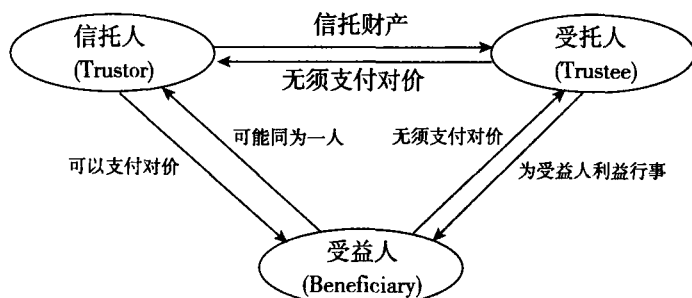 信托财产
信托人
(Trustor)
受托人
(Trustee)
无须支付对价
可能同为一人
无须支付对价
可以支付对价
为受益人利益行事
受益人
(Beneficiary)